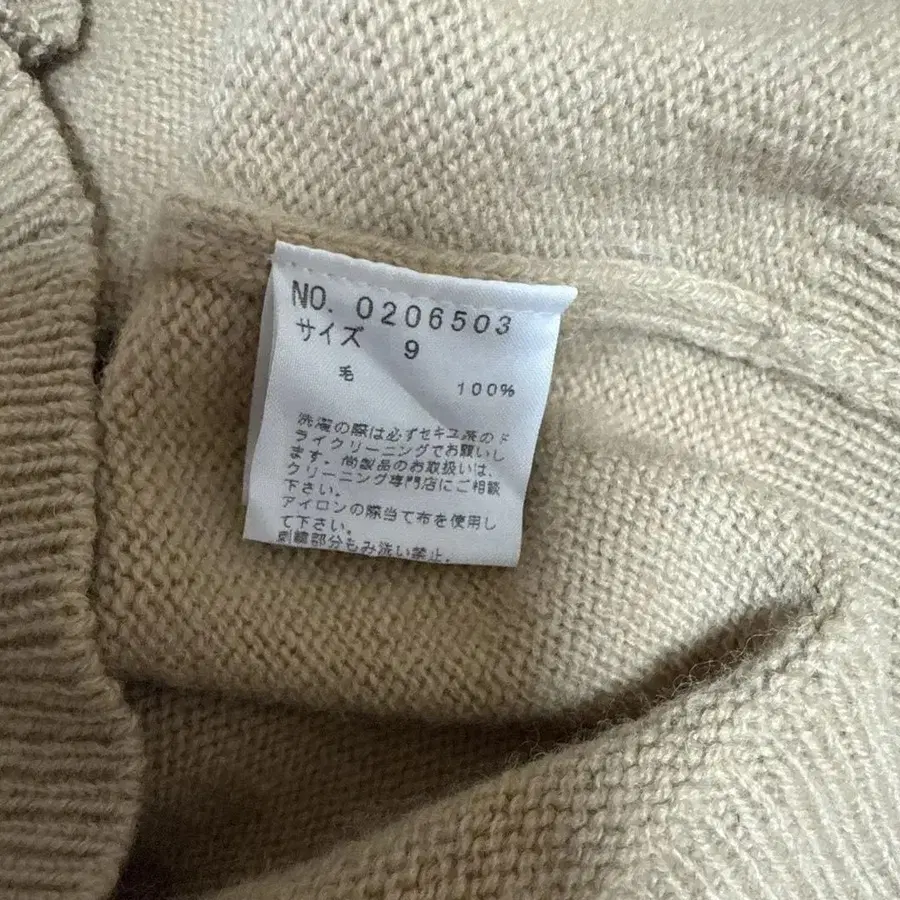 NO. 0206503
サイズ 9
毛 100%
洗濯の際は必ずセキユ系のド
ライクリーニングでお願いし
ます。尚製品のお取扱いは、
クリーニング専門店にご相談
下さい。
アイロンの際当て布を使用し
て下さい。
刺繍部分もみ洗い禁止。